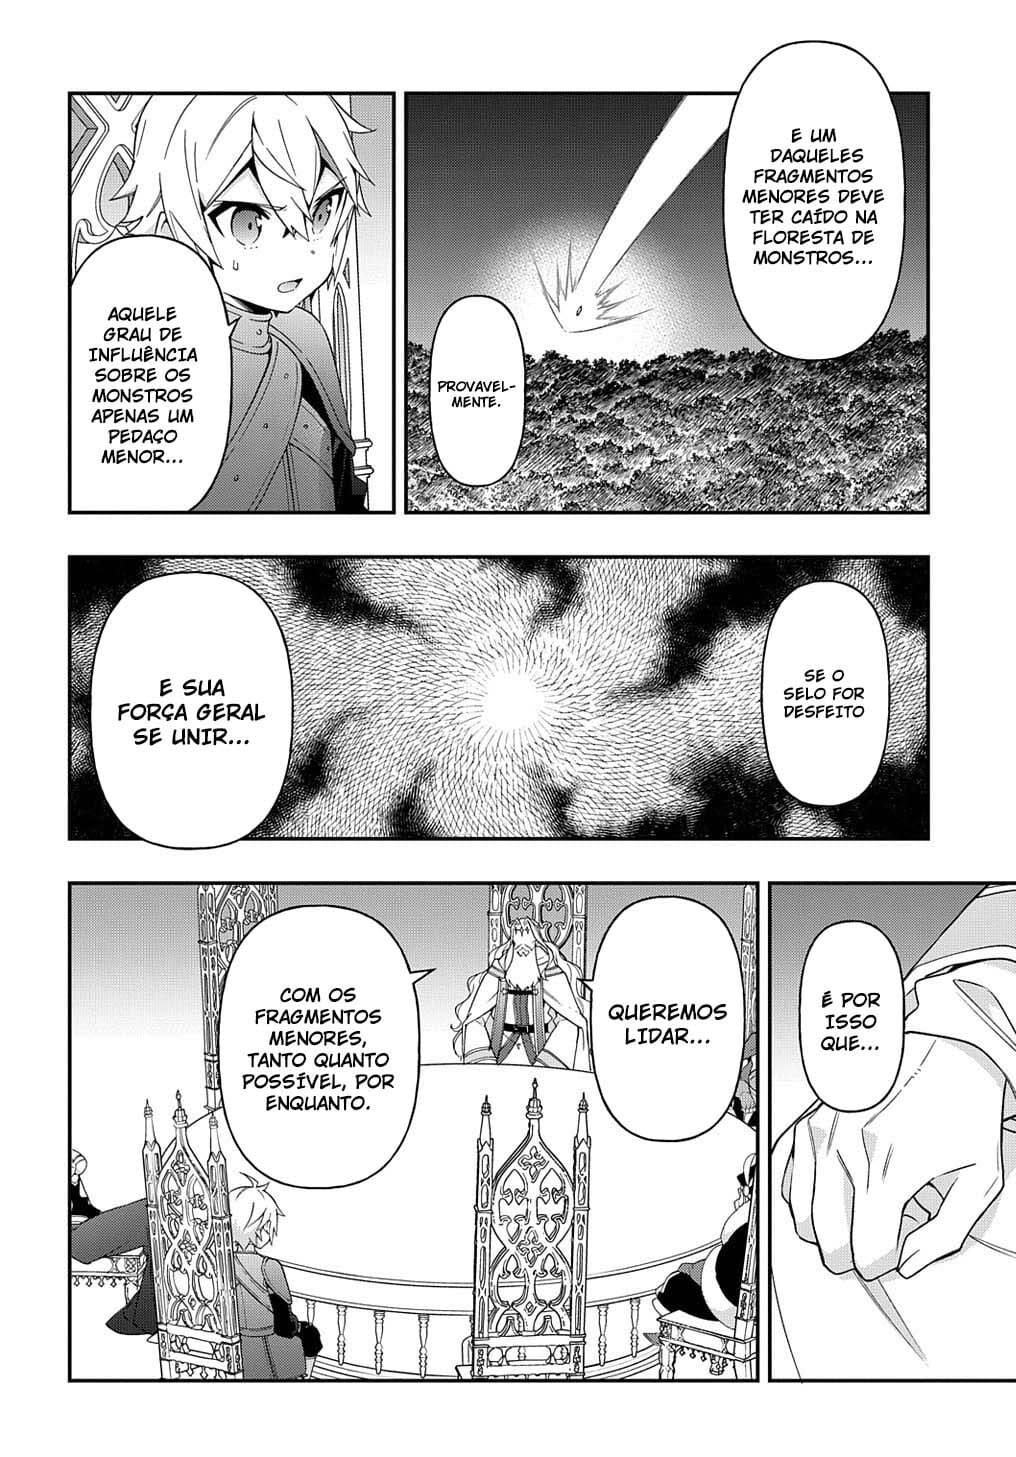 E UM
DAQUELES
FRAGMENTOS
MENORES DEVE
TER CAÍDO NA
FLORESTA DE
MONSTROS...
PROVAVEL-
MENTE.
AQUELE
GRAU DE
INFLUÊNCIA
SOBRE OS
MONSTROS
APENAS UM
PEDAÇO
MENOR...
SE O
SELO FOR
DESFEITO
E SUA
FORÇA GERAL
SE UNIR...
É POR
ISSO
QUE...
QUEREMOS
LIDAR...
COM OS
FRAGMENTOS
MENORES,
TANTO QUANTO
POSSÍVEL, POR
ENQUANTO.